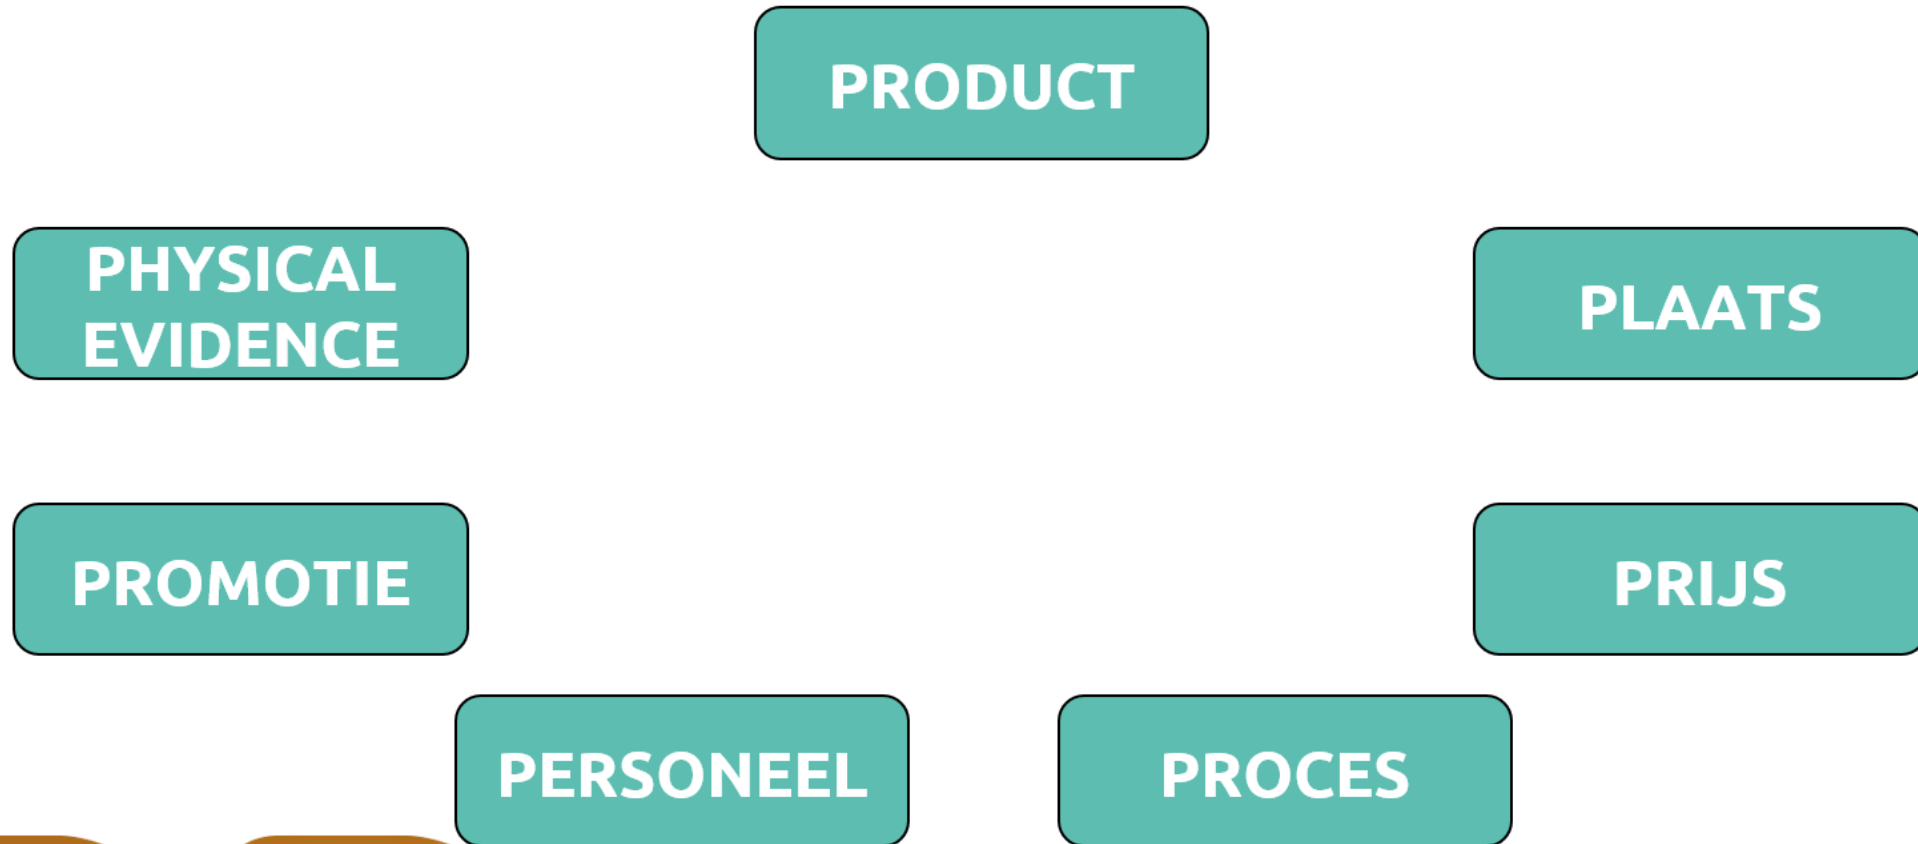 PRODUCT
PHYSICAL
EVIDENCE
PLAATS
PROMOTIE
PRIJS
PERSONEEL
PROCES